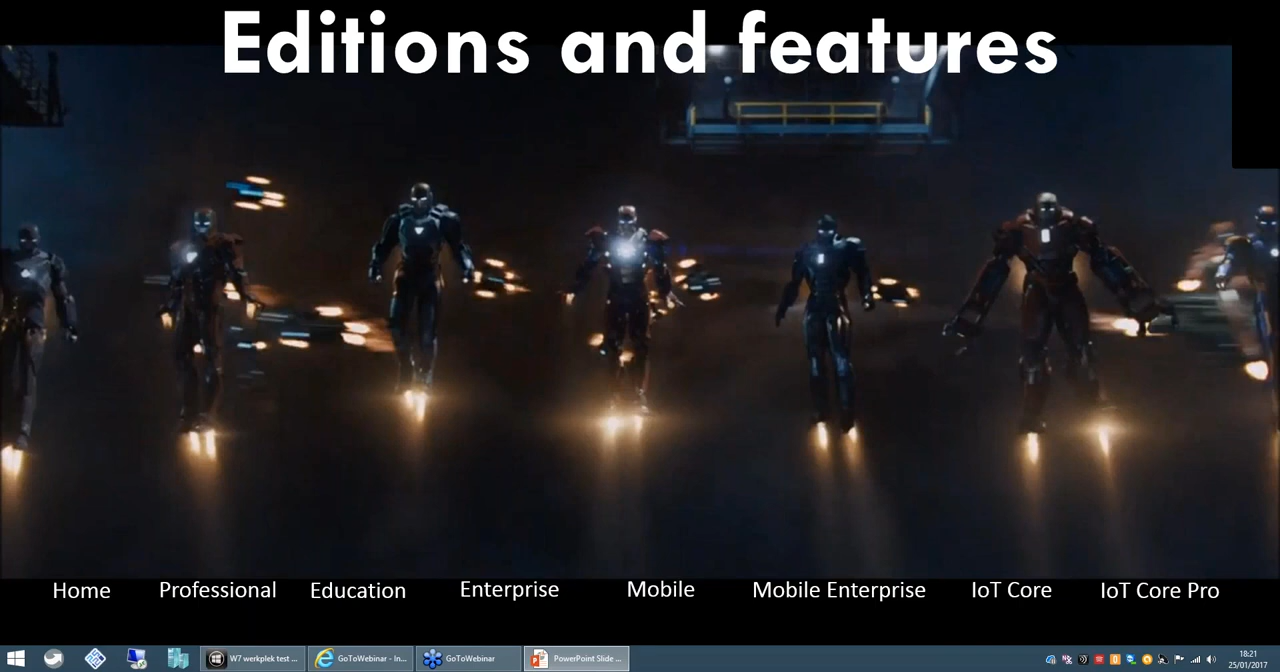 Editions and features
Home Professional Education Enterprise Mobile Mobile Enterprise IoT Core IoT Core Pro
W7 werkplek test ... GoToWebinar - In... GoToWebinar PowerPoint Slide ... 18:21
25/01/2017